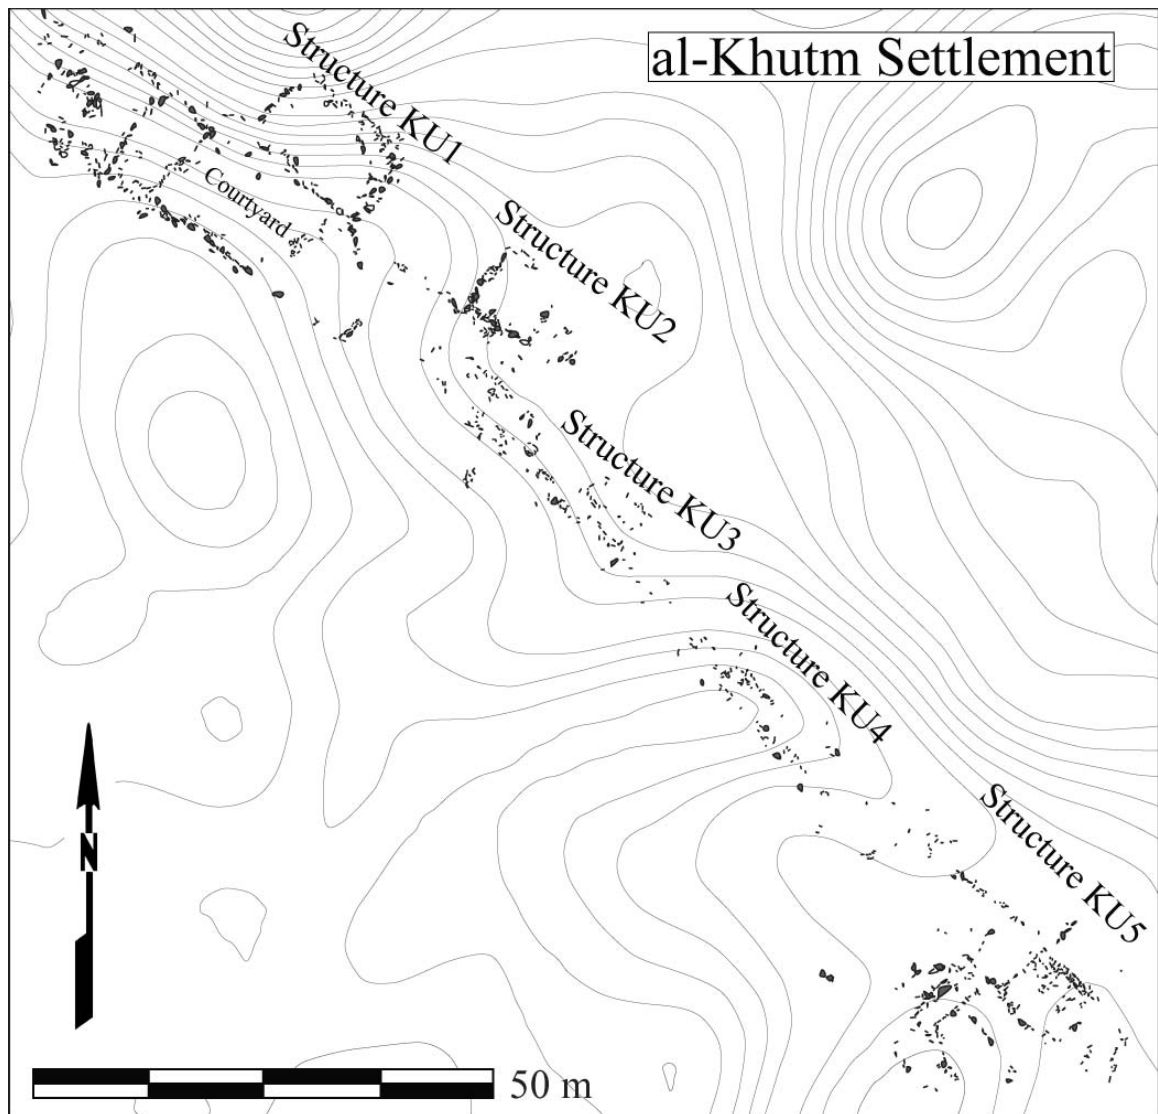 al-Khutm Settlement
Structure KU1
Courtyard
Structure KU2
Structure KU3
Structure KU4
Structure KU5
N
50 m